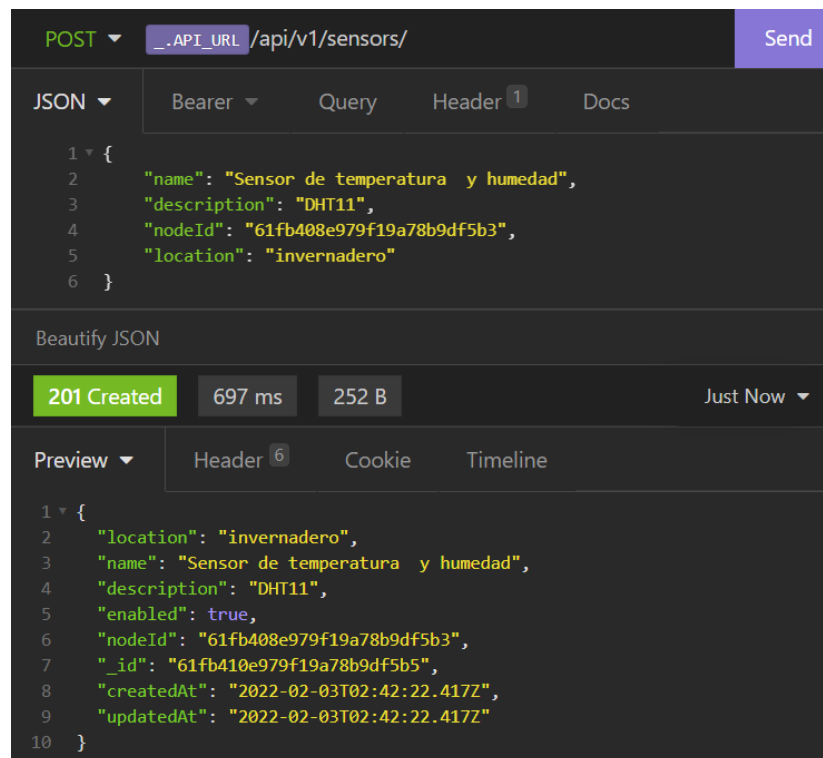 POST _.API_URL /api/v1/sensors/ Send
JSON Bearer Query Header 1 Docs
1 {
2 "name": "Sensor de temperatura  y humedad",
3 "description": "DHT11",
4 "nodeId": "61fb408e979f19a78b9df5b3",
5 "location": "invernadero"
6 }
Beautify JSON
201 Created 697 ms 252 B Just Now
Preview Header 6 Cookie Timeline
1 {
2 "location": "invernadero",
3 "name": "Sensor de temperatura  y humedad",
4 "description": "DHT11",
5 "enabled": true,
6 "nodeId": "61fb408e979f19a78b9df5b3",
7 "_id": "61fb410e979f19a78b9df5b5",
8 "createdAt": "2022-02-03T02:42:22.417Z",
9 "updatedAt": "2022-02-03T02:42:22.417Z"
10 }